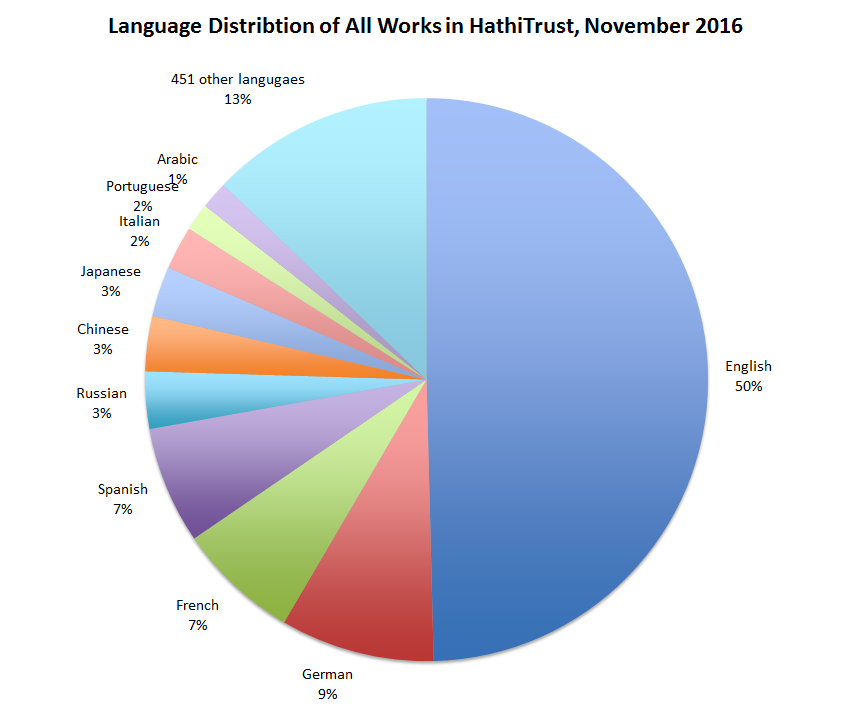 Language Distribtion of All Works in HathiTrust, November 2016
451 other langugaes
13%
Arabic
1%
Portuguese
2%
Italian
2%
Japanese
3%
Chinese
3%
Russian
3%
Spanish
7%
French
7%
German
9%
English
50%